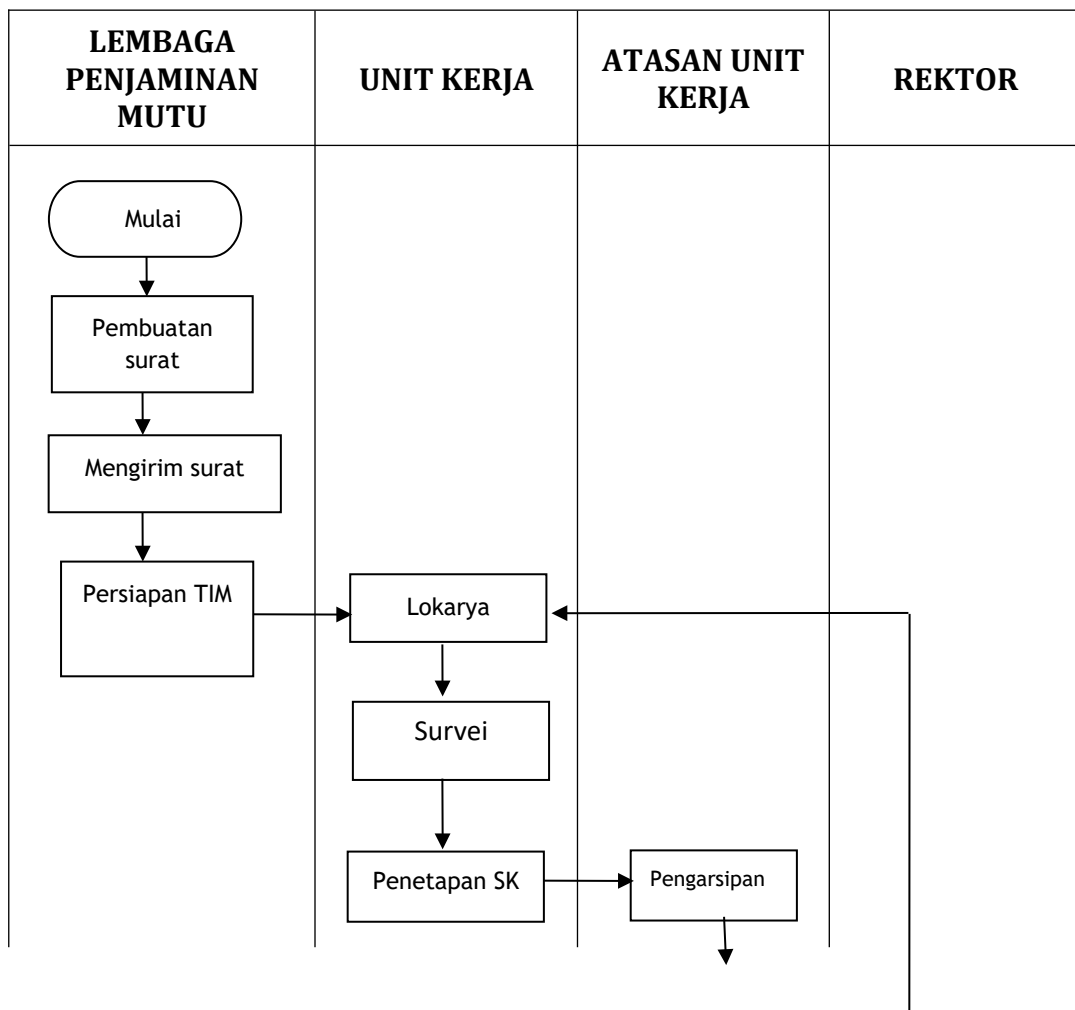 LEMBAGA
PENJAMINAN
MUTU
UNIT KERJA
ATASAN UNIT
KERJA
REKTOR
Mulai
Pembuatan
surat
Mengirim surat
Persiapan TIM
Lokarya
Survei
Penetapan SK
Pengarsipan